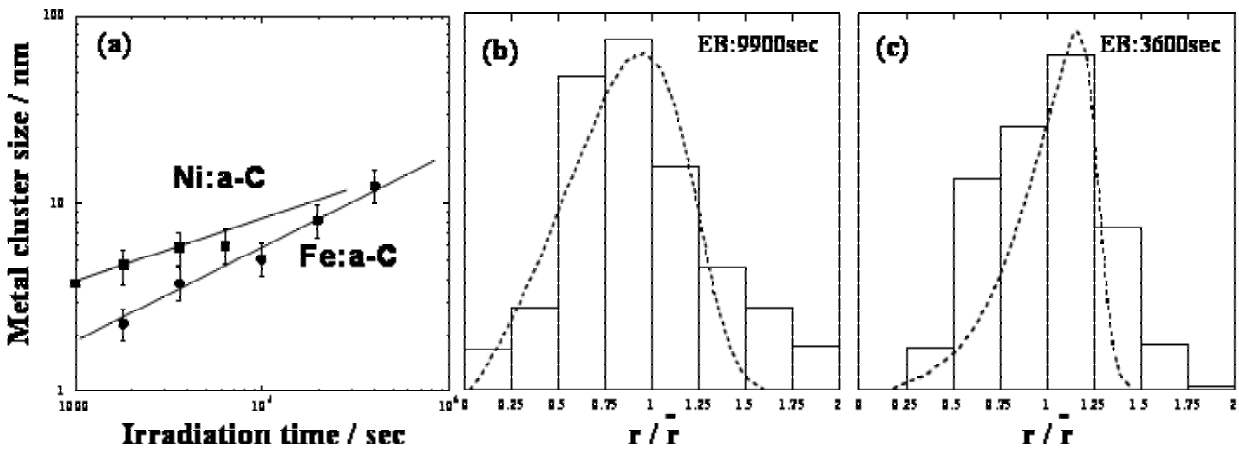 Metal cluster size / nm
100
10
1
(a)
Ni:a-C
Fe:a-C
1000
10⁴
Irradiation time / sec
(b)
EB:9900sec
0 0.25 0.5 0.75 1 1.25 1.5 1.75 2
r / r̄
(c)
EB:3600sec
0 0.25 0.5 0.75 1 1.25 1.5 1.75 2
r / r̄